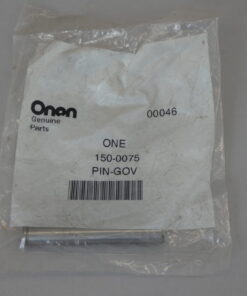 Onan 00046
Genuine
Parts
ONE
150-0075
PIN-GOV